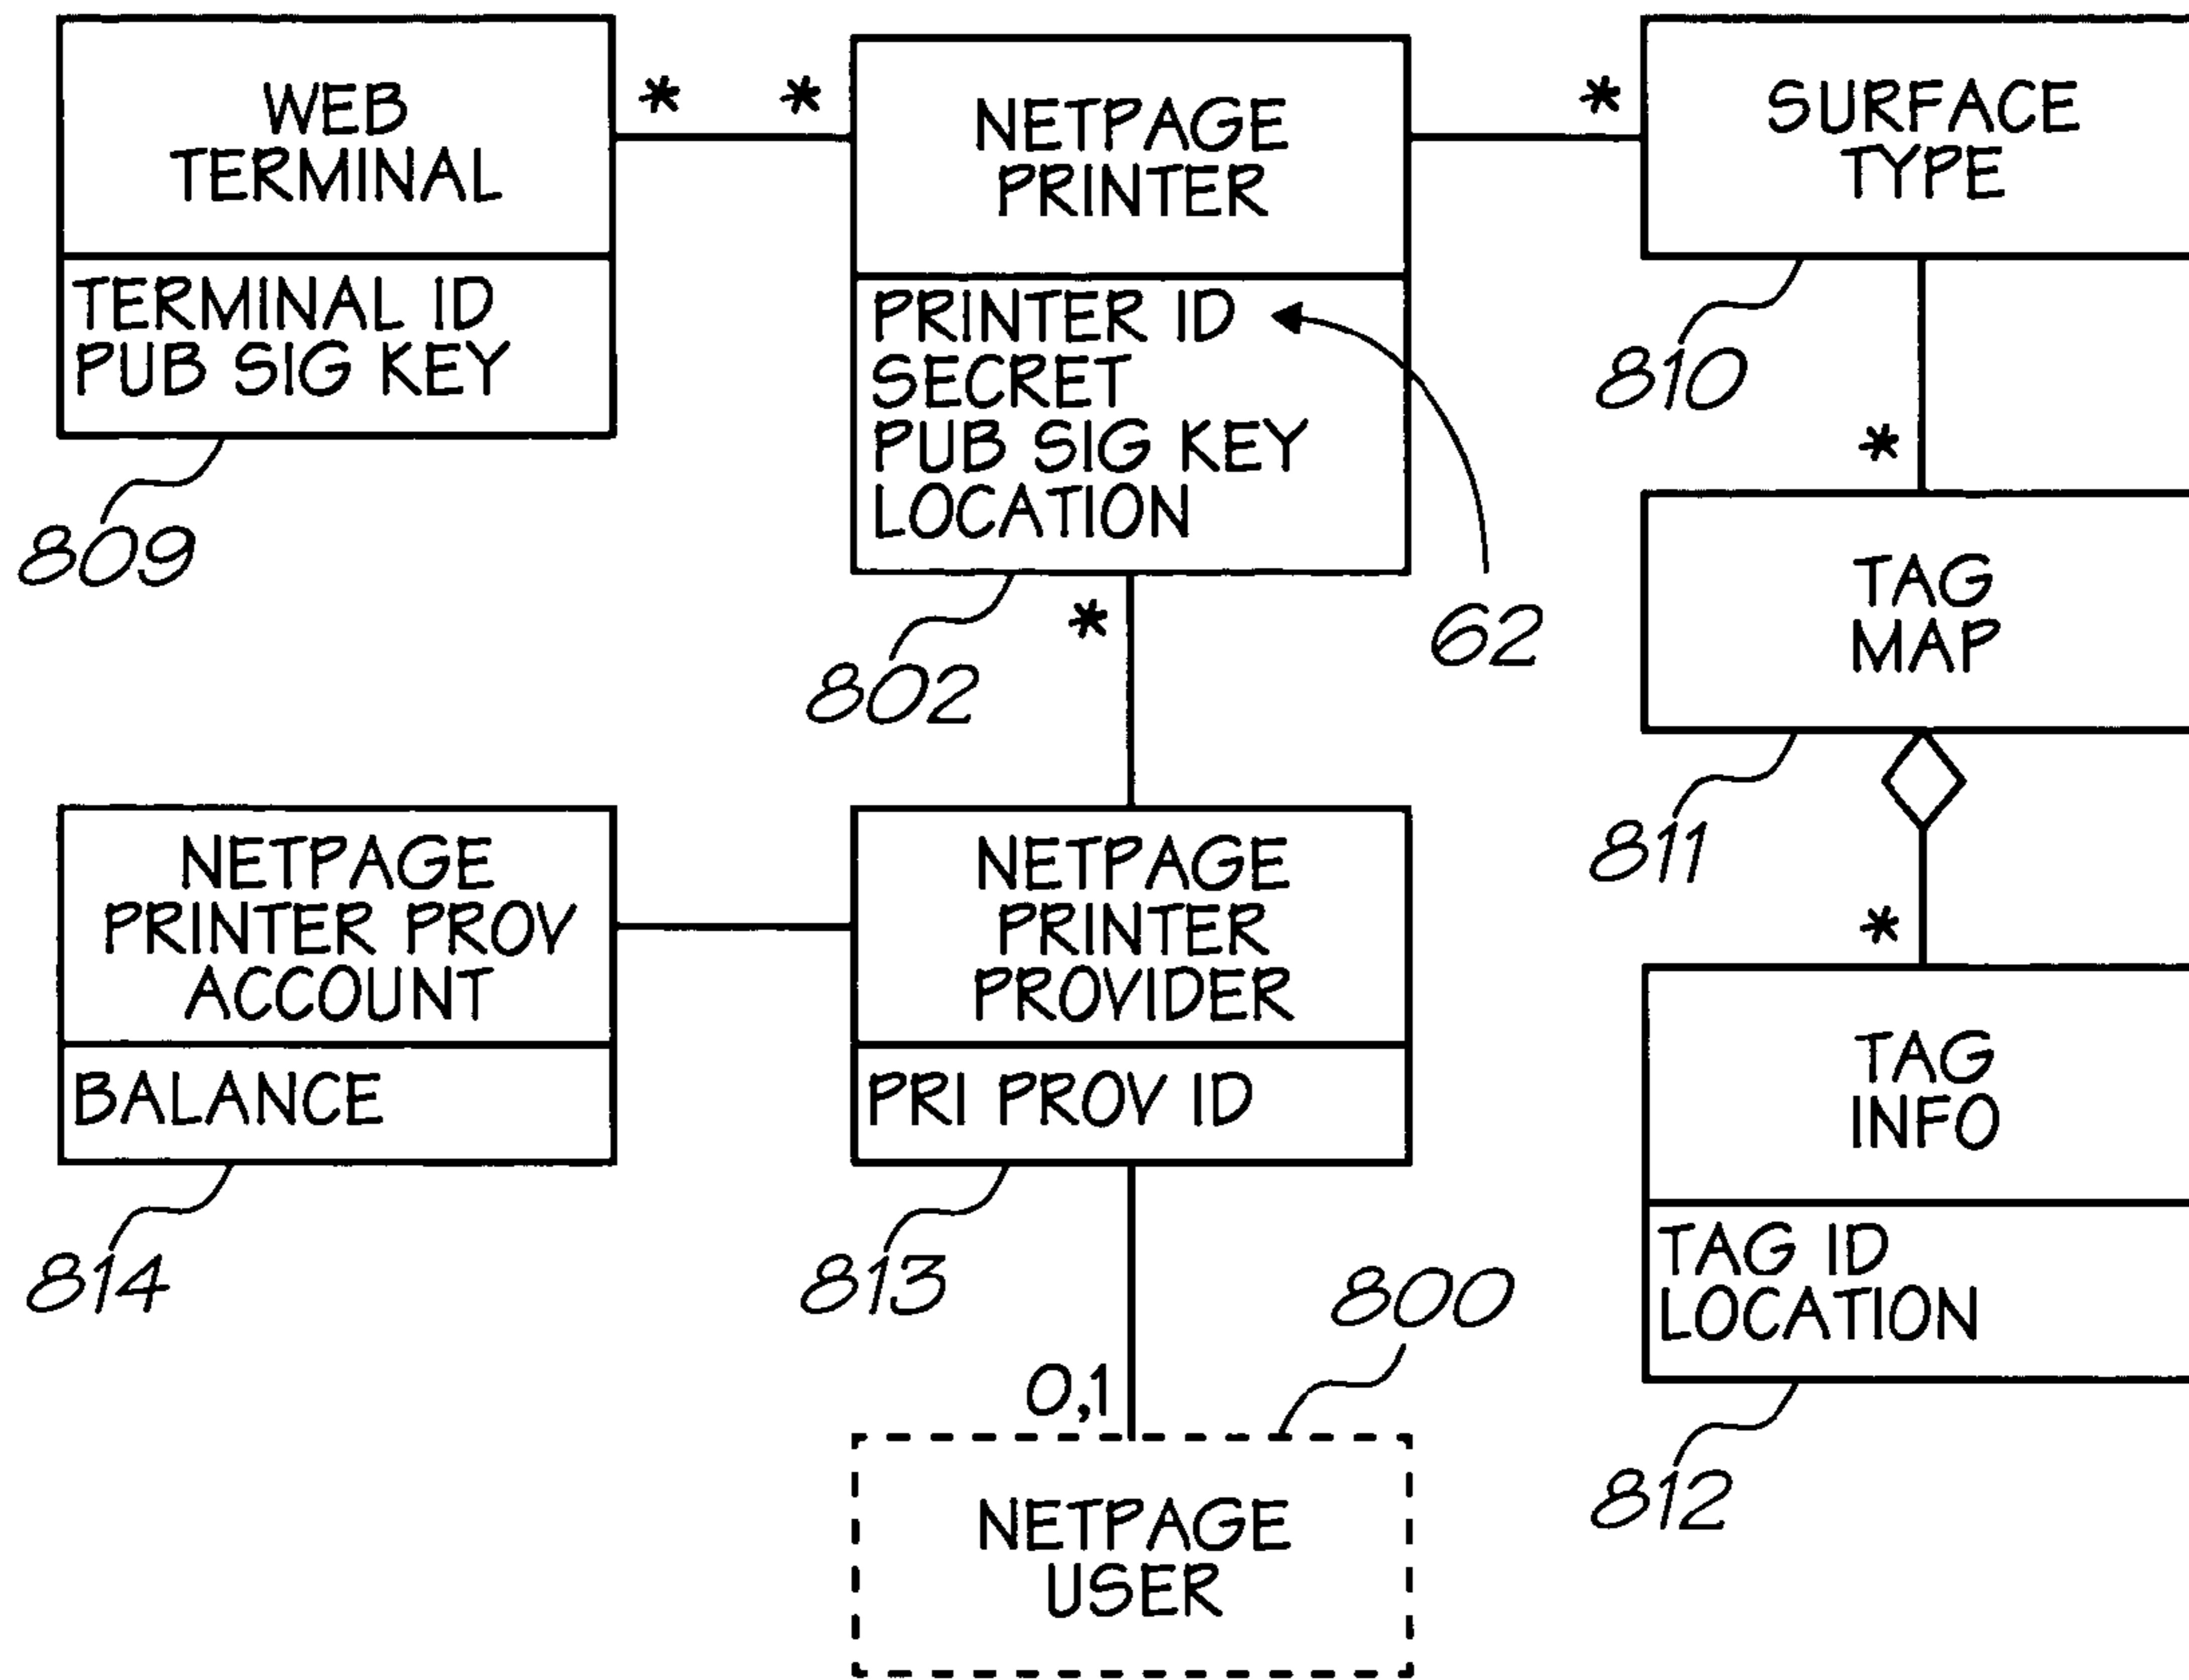 WEB
TERMINAL
TERMINAL ID
PUB SIG KEY
809
*
*
NETPAGE
PRINTER
PRINTER ID
SECRET
PUB SIG KEY
LOCATION
62
802
*
*
SURFACE
TYPE
810
*
TAG
MAP
811
*
TAG
INFO
TAG ID
LOCATION
812
NETPAGE
PRINTER PROV
ACCOUNT
BALANCE
814
NETPAGE
PRINTER
PROVIDER
PRI PROV ID
813
800
0,1
NETPAGE
USER